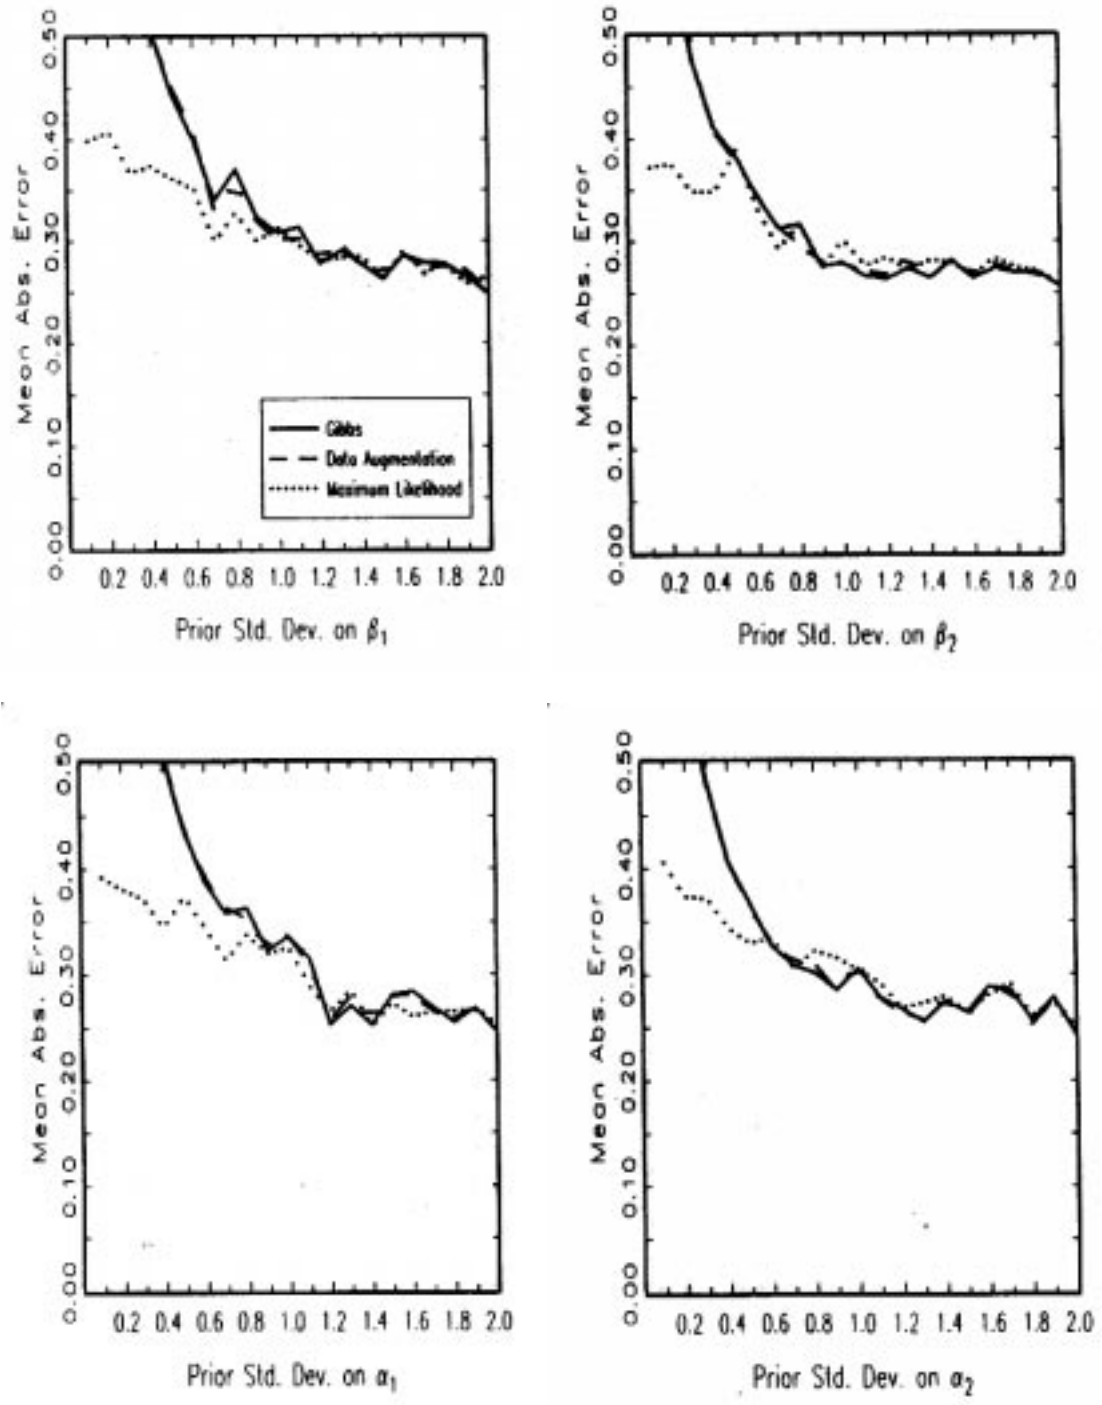 0.50
0.40
0.30
0.20
0.10
0.00
Mean Abs. Error
Gibbs
Data Augmentation
Maximum Likelihood
0.2 0.4 0.6 0.8 1.0 1.2 1.4 1.6 1.8 2.0
Prior Std. Dev. on β₁
0.50
0.40
0.30
0.20
0.10
0.00
Mean Abs. Error
0.2 0.4 0.6 0.8 1.0 1.2 1.4 1.6 1.8 2.0
Prior Std. Dev. on β₂
0.50
0.40
0.30
0.20
0.10
0.00
Mean Abs. Error
0.2 0.4 0.6 0.8 1.0 1.2 1.4 1.6 1.8 2.0
Prior Std. Dev. on α₁
0.50
0.40
0.30
0.20
0.10
0.00
Mean Abs. Error
0.2 0.4 0.6 0.8 1.0 1.2 1.4 1.6 1.8 2.0
Prior Std. Dev. on α₂